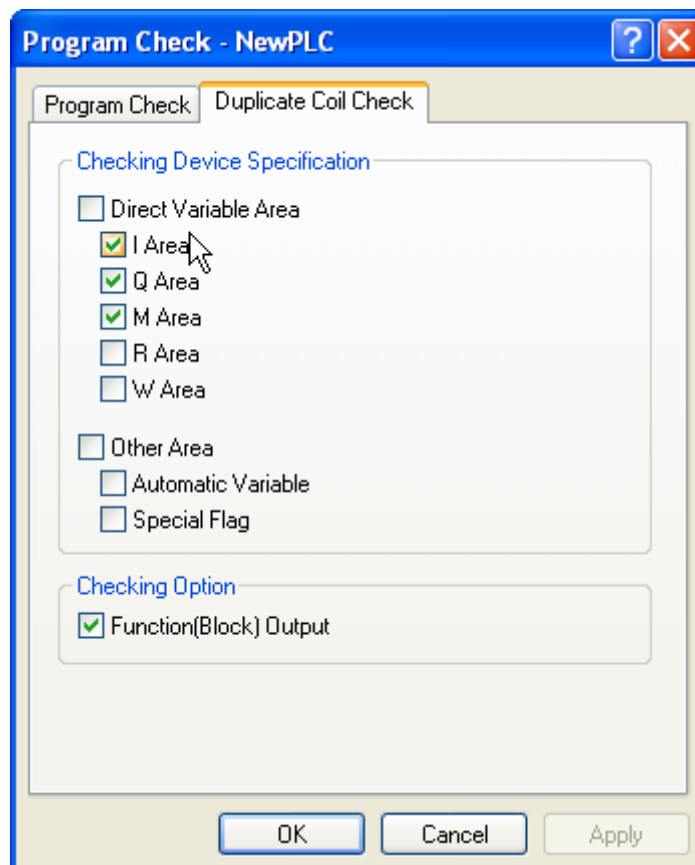 Program Check - NewPLC
?
Program Check
Duplicate Coil Check
Checking Device Specification
Direct Variable Area
I Area
Q Area
M Area
R Area
W Area
Other Area
Automatic Variable
Special Flag
Checking Option
Function(Block) Output
OK
Cancel
Apply